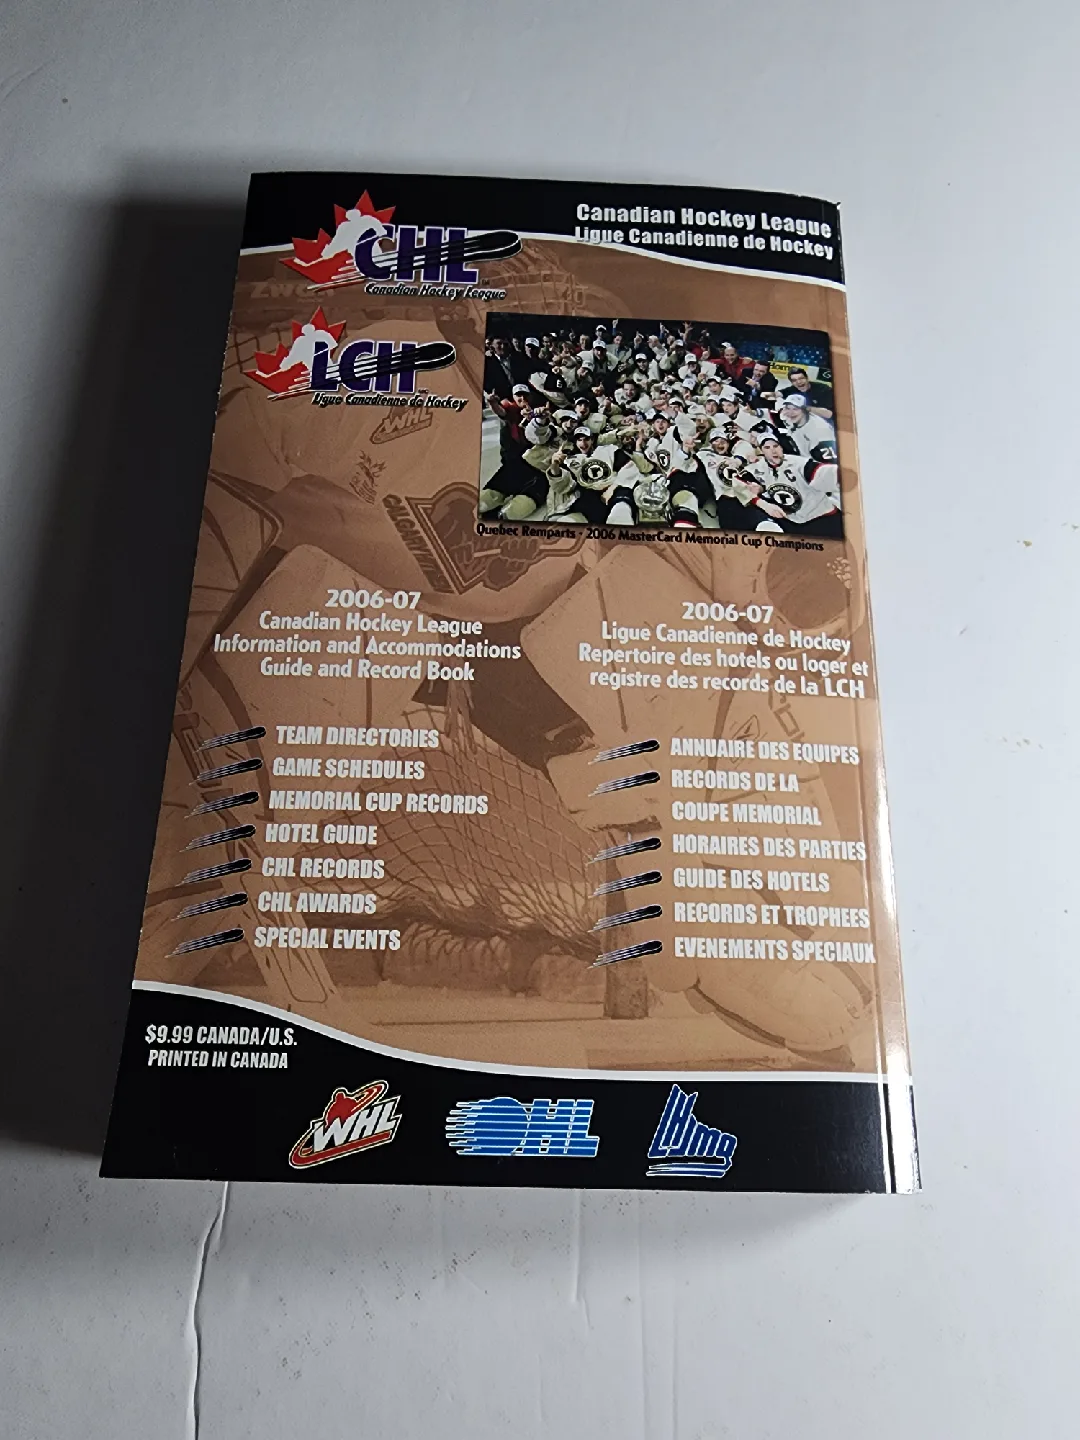 Canadian Hockey League
Ligue Canadienne de Hockey
CHL
Canadian Hockey League
LCH
Ligue Canadienne de Hockey
WHL
CALGARY
21
C
Quebec Remparts · 2006 MasterCard Memorial Cup Champions
2006-07
Canadian Hockey League
Information and Accommodations
Guide and Record Book
TEAM DIRECTORIES
GAME SCHEDULES
MEMORIAL CUP RECORDS
HOTEL GUIDE
CHL RECORDS
CHL AWARDS
SPECIAL EVENTS
2006-07
Ligue Canadienne de Hockey
Repertoire des hotels ou loger et
registre des records de la LCH
ANNUAIRE DES EQUIPES
RECORDS DE LA
COUPE MEMORIAL
HORAIRES DES PARTIES
GUIDE DES HOTELS
RECORDS ET TROPHEES
EVENEMENTS SPECIAUX
$9.99 CANADA/U.S.
PRINTED IN CANADA
WHL
OHL
LHJmq